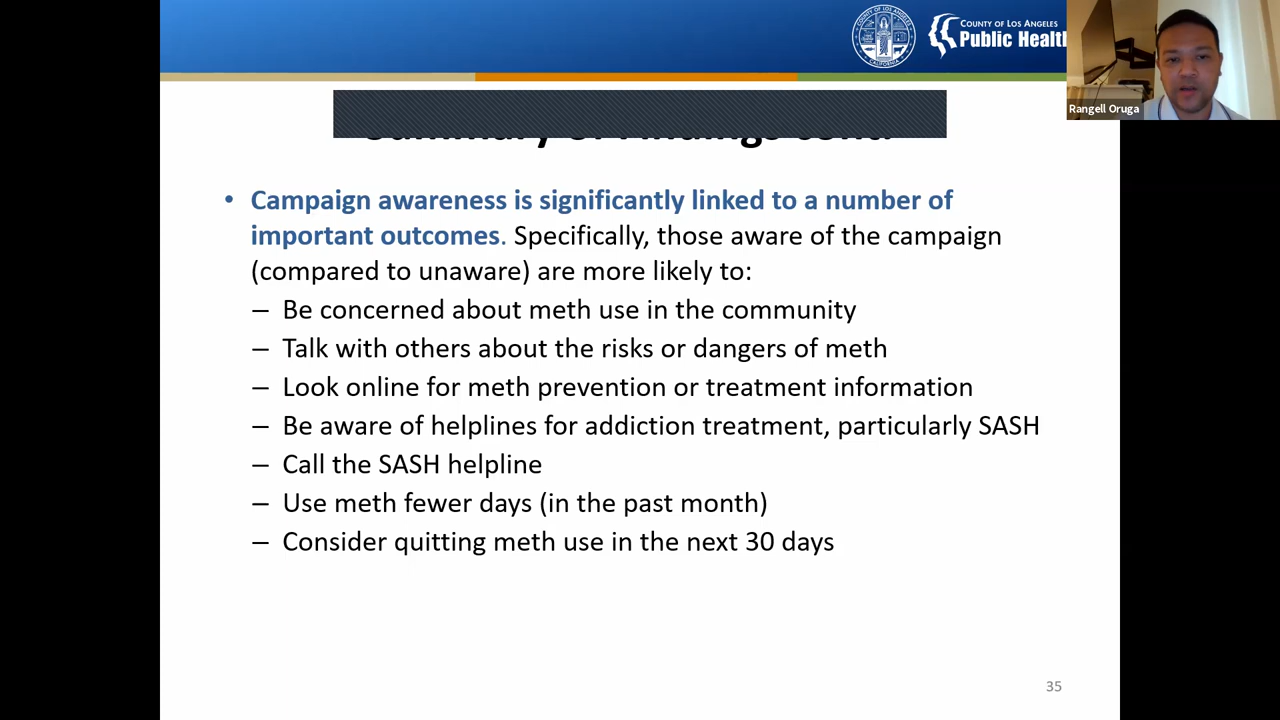 COUNTY OF LOS ANGELES
Public Health
Rangell Oruga
• Campaign awareness is significantly linked to a number of
important outcomes. Specifically, those aware of the campaign
(compared to unaware) are more likely to:
– Be concerned about meth use in the community
– Talk with others about the risks or dangers of meth
– Look online for meth prevention or treatment information
– Be aware of helplines for addiction treatment, particularly SASH
– Call the SASH helpline
– Use meth fewer days (in the past month)
– Consider quitting meth use in the next 30 days
35